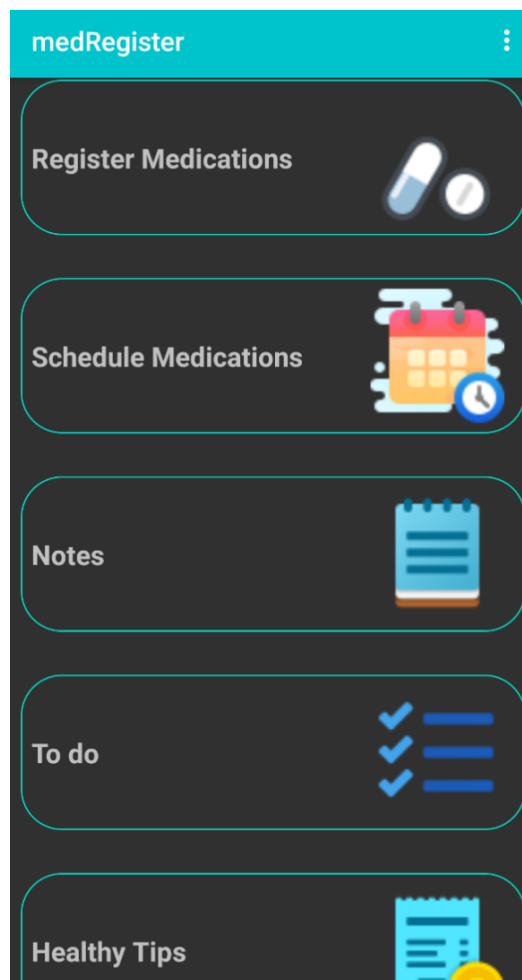 medRegister
Register Medications
Schedule Medications
Notes
To do
Healthy Tips